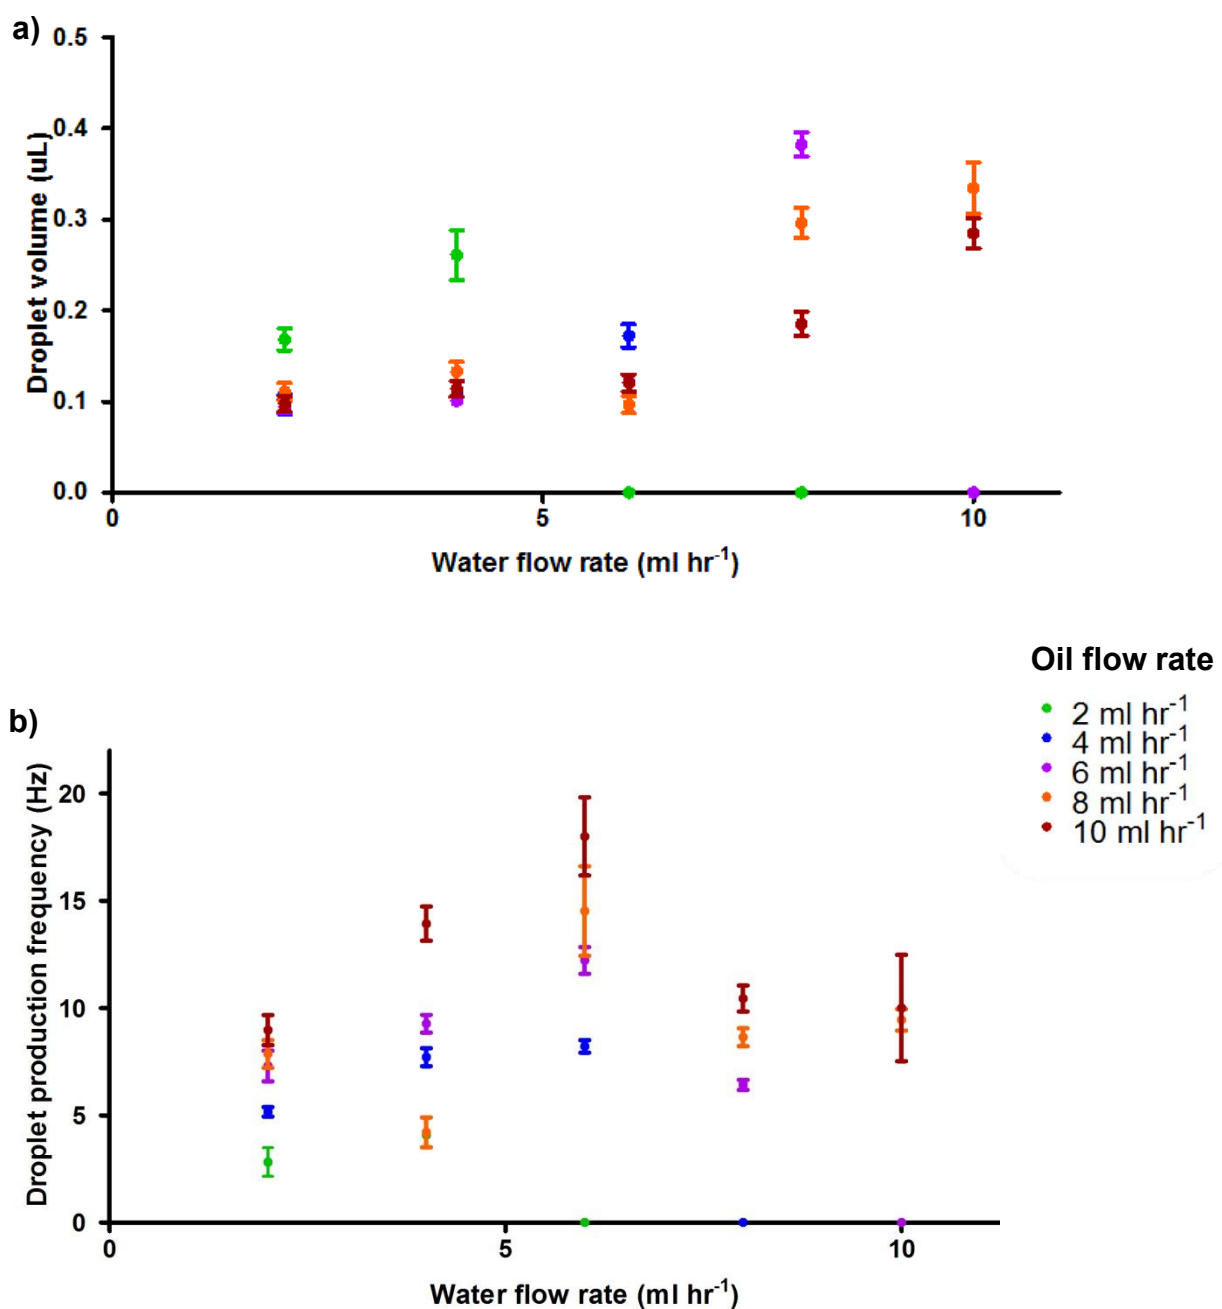 a)
0.5
0.4
0.3
0.2
0.1
0.0
Droplet volume (uL)
0
5
10
Water flow rate (ml hr⁻¹)
Oil flow rate
2 ml hr⁻¹
4 ml hr⁻¹
6 ml hr⁻¹
8 ml hr⁻¹
10 ml hr⁻¹
b)
20
15
10
5
0
Droplet production frequency (Hz)
0
5
10
Water flow rate (ml hr⁻¹)